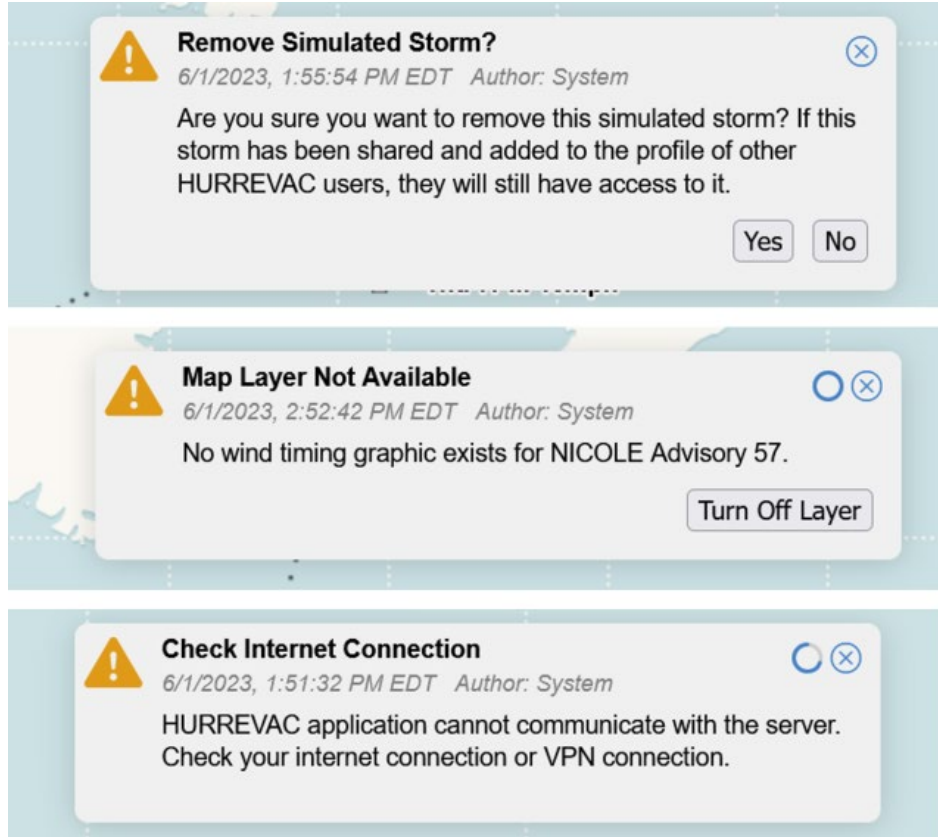 Remove Simulated Storm?
6/1/2023, 1:55:54 PM EDT Author: System
Are you sure you want to remove this simulated storm? If this
storm has been shared and added to the profile of other
HURREVAC users, they will still have access to it.
Yes No
Map Layer Not Available
6/1/2023, 2:52:42 PM EDT Author: System
No wind timing graphic exists for NICOLE Advisory 57.
Turn Off Layer
Check Internet Connection
6/1/2023, 1:51:32 PM EDT Author: System
HURREVAC application cannot communicate with the server.
Check your internet connection or VPN connection.